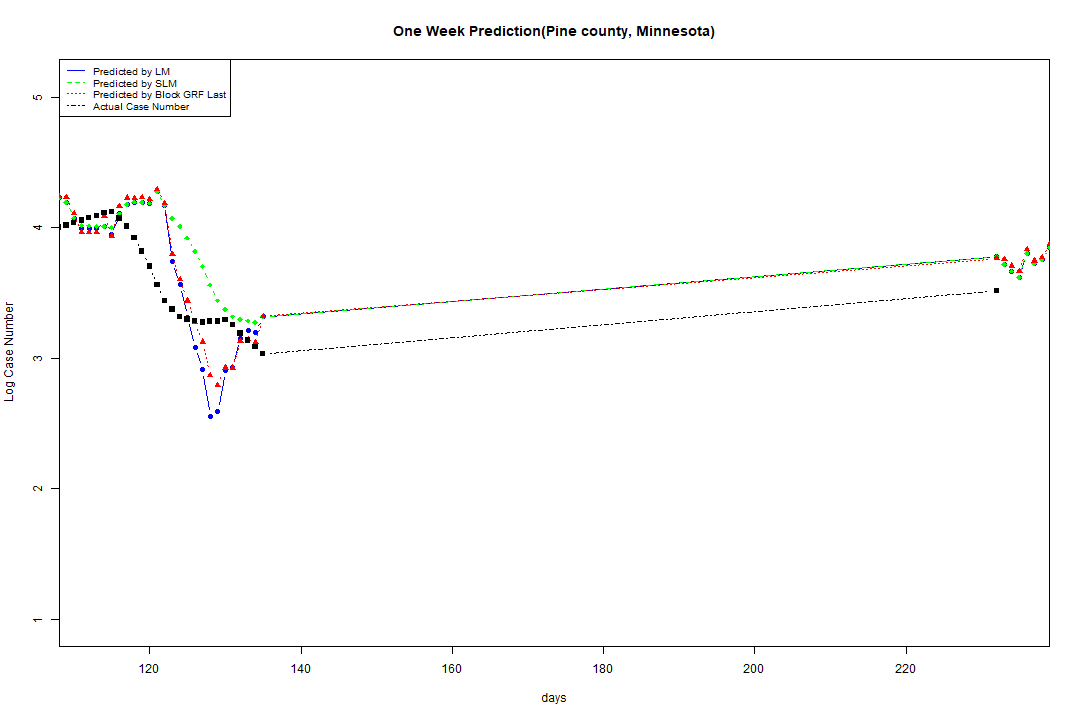 One Week Prediction(Pine county, Minnesota)
Predicted by LM
Predicted by SLM
Predicted by Block GRF Last
Actual Case Number
5
4
3
2
1
Log Case Number
120 140 160 180 200 220
days